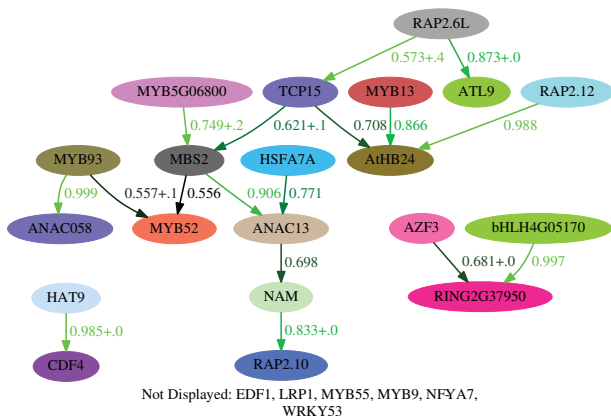 RAP2.6L
0.573+.4
0.873+.0
MYB5G06800
TCP15
MYB13
ATL9
RAP2.12
0.749+.2
0.621+.1
0.708
0.866
0.988
MYB93
MBS2
HSFA7A
AtHB24
0.999
0.557+.1
0.556
0.906
0.771
ANAC058
MYB52
ANAC13
AZF3
bHLH4G05170
0.698
0.681+.0
0.997
HAT9
NAM
RING2G37950
0.985+.0
0.833+.0
CDF4
RAP2.10
Not Displayed: EDF1, LRP1, MYB55, MYB9, NFYA7,
WRKY53